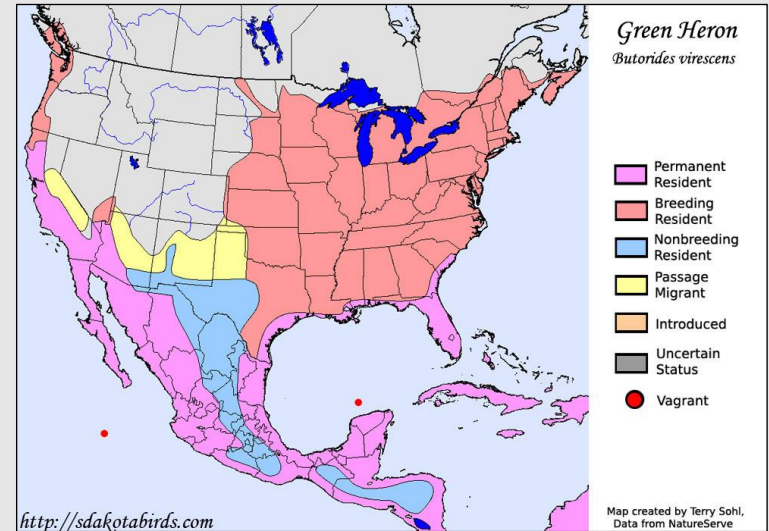 Green Heron
Butorides virescens
Permanent
Resident
Breeding
Resident
Nonbreeding
Resident
Passage
Migrant
Introduced
Uncertain
Status
Vagrant
http://sdakotabirds.com
Map created by Terry Sohl,
Data from NatureServe